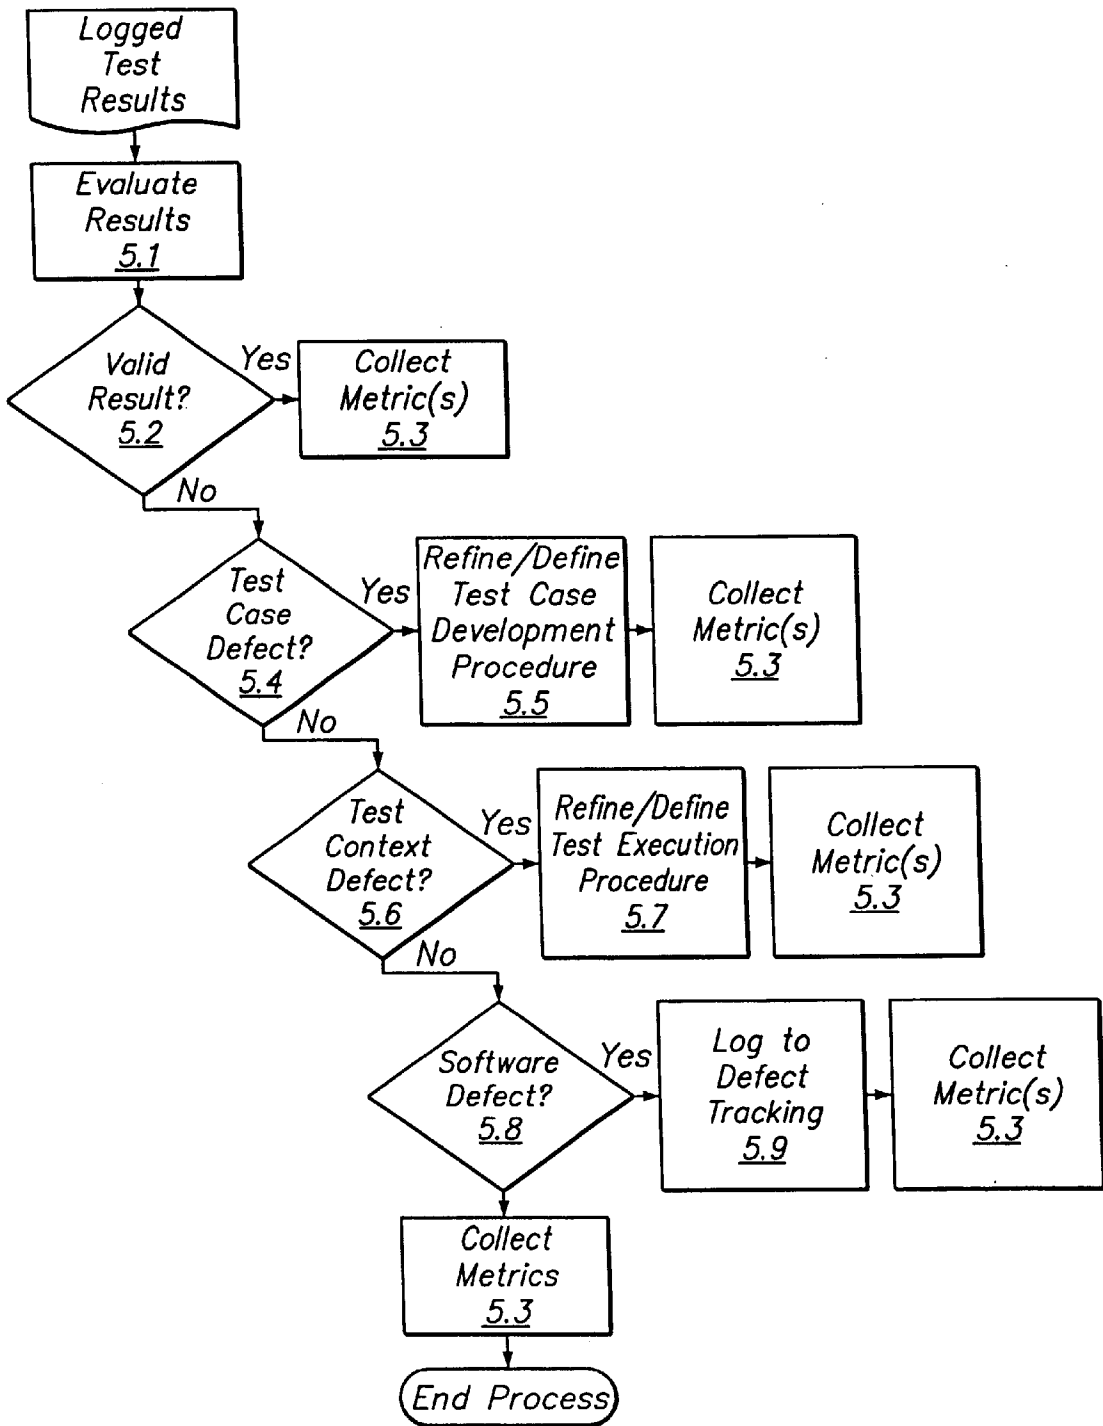 Logged
Test
Results
Evaluate
Results
5.1
Valid
Result?
5.2
Yes
Collect
Metric(s)
5.3
No
Test
Case
Defect?
5.4
Yes
Refine/Define
Test Case
Development
Procedure
5.5
Collect
Metric(s)
5.3
No
Test
Context
Defect?
5.6
Yes
Refine/Define
Test Execution
Procedure
5.7
Collect
Metric(s)
5.3
No
Software
Defect?
5.8
Yes
Log to
Defect
Tracking
5.9
Collect
Metric(s)
5.3
Collect
Metrics
5.3
End Process